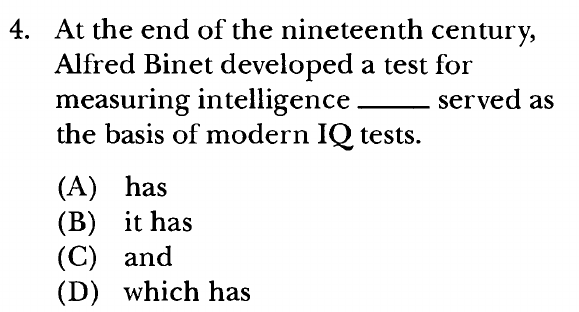 4. At the end of the nineteenth century,
Alfred Binet developed a test for
measuring intelligence _____ served as
the basis of modern IQ tests.
(A) has
(B) it has
(C) and
(D) which has